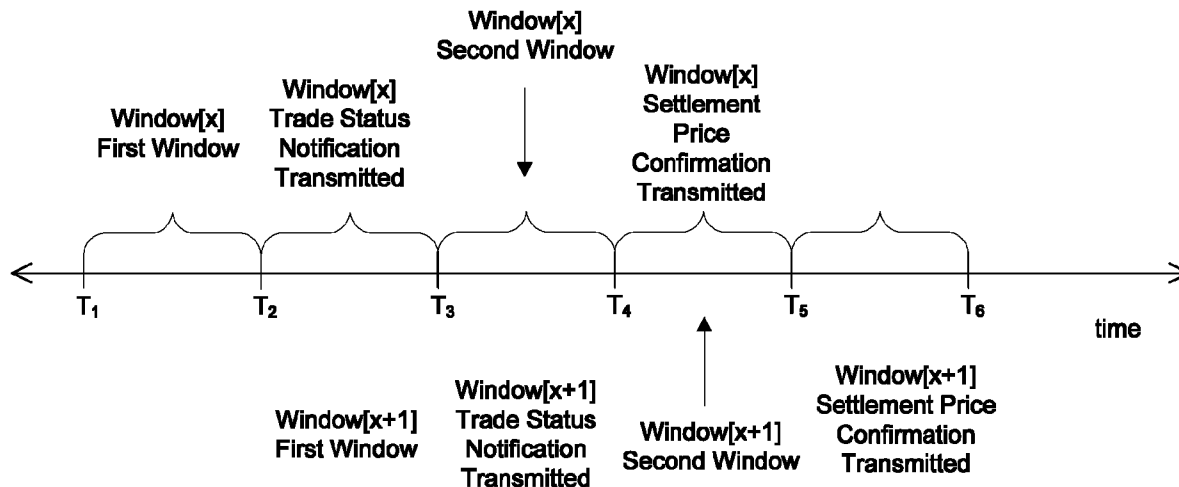 Window[x]
Second Window
Window[x]
Settlement
Price
Confirmation
Transmitted
Window[x]
Trade Status
Notification
Transmitted
Window[x]
First Window
T1
T2
T3
T4
T5
T6
time
Window[x+1]
First Window
Window[x+1]
Trade Status
Notification
Transmitted
Window[x+1]
Second Window
Window[x+1]
Settlement Price
Confirmation
Transmitted